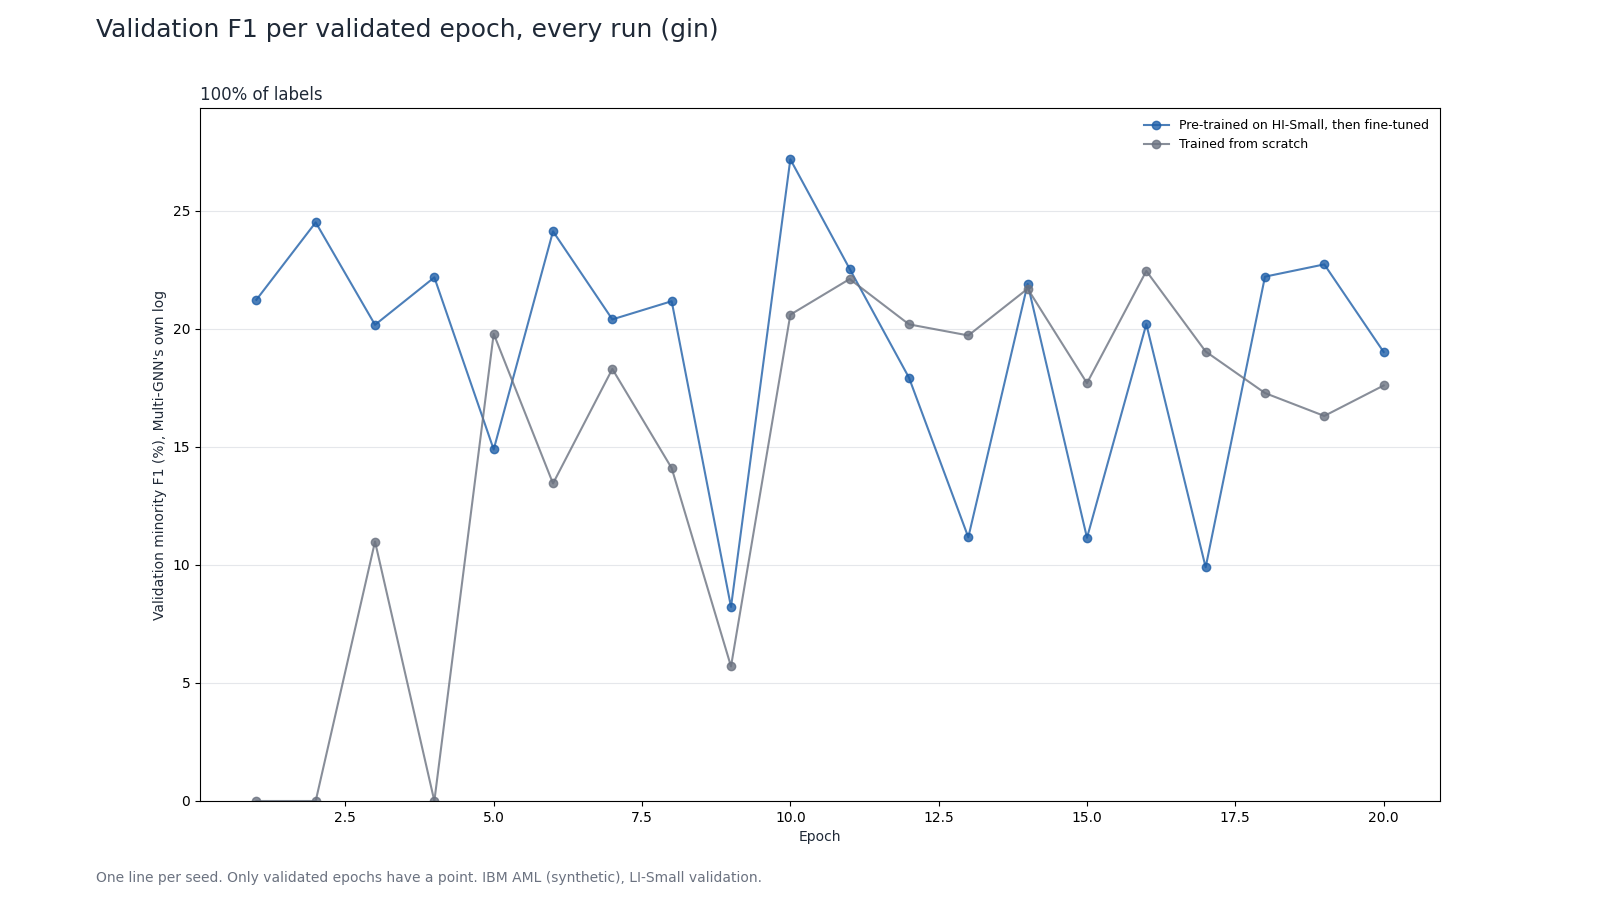 Validation F1 per validated epoch, every run (gin)
100% of labels
Pre-trained on HI-Small, then fine-tuned
Trained from scratch
Validation minority F1 (%), Multi-GNN's own log
25
20
15
10
5
0
2.5 5.0 7.5 10.0 12.5 15.0 17.5 20.0
Epoch
One line per seed. Only validated epochs have a point. IBM AML (synthetic), LI-Small validation.